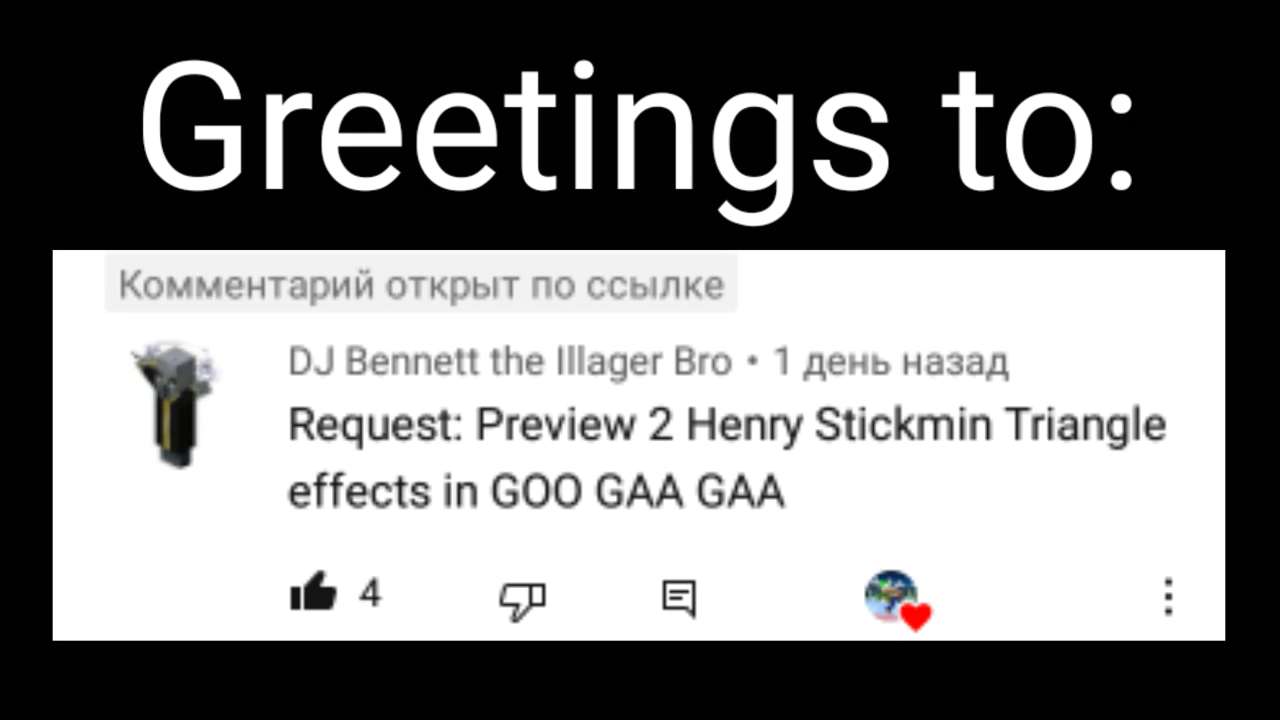 Greetings to:
Комментарий открыт по ссылке
DJ Bennett the Illager Bro • 1 день назад
Request: Preview 2 Henry Stickmin Triangle
effects in GOO GAA GAA
4